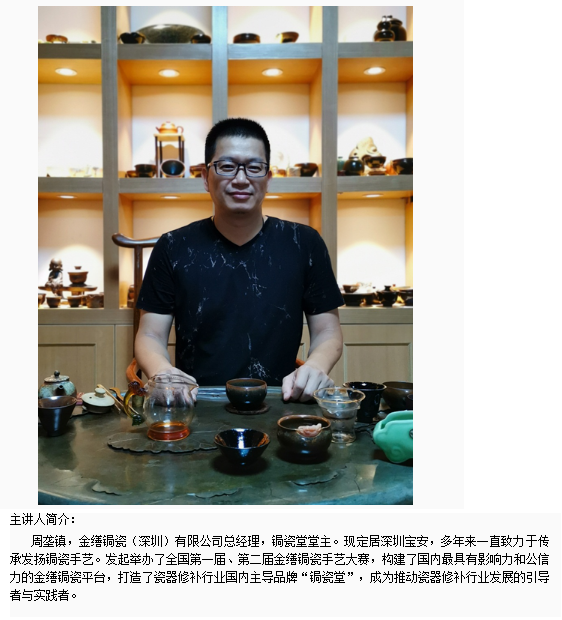 主讲人简介：
周垄镇，金缮锔瓷（深圳）有限公司总经理，锔瓷堂堂主。现定居深圳宝安，多年来一直致力于传
承发扬锔瓷手艺。发起举办了全国第一届、第二届金缮锔瓷手艺大赛，构建了国内最具有影响力和公信
力的金缮锔瓷平台，打造了瓷器修补行业国内主导品牌“锔瓷堂”，成为推动瓷器修补行业发展的引导
者与实践者。